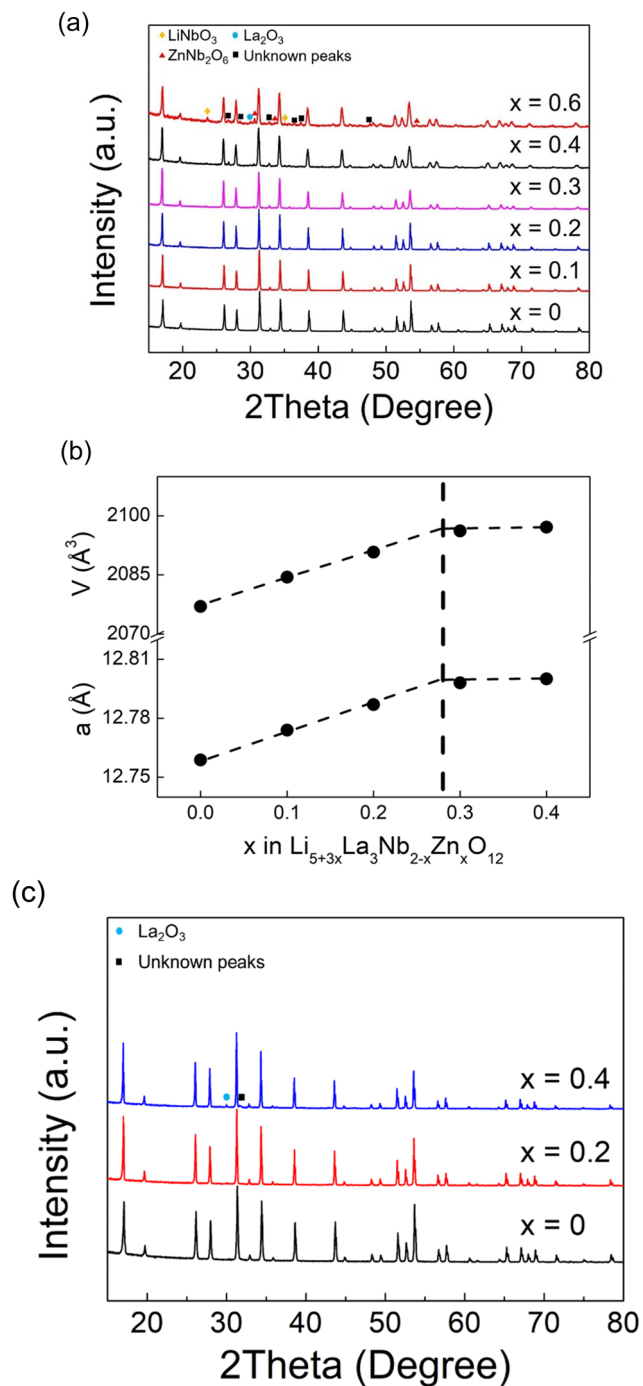 (a)
LiNbO₃ La₂O₃
ZnNb₂O₆ Unknown peaks
x = 0.6
x = 0.4
x = 0.3
x = 0.2
x = 0.1
x = 0
Intensity (a.u.)
20 30 40 50 60 70 80
2Theta (Degree)
(b)
V (Å³)
2100
2085
2070
a (Å)
12.81
12.78
12.75
0.0 0.1 0.2 0.3 0.4
x in Li₅₊₃ₓLa₃Nb₂₋ₓZnₓO₁₂
(c)
La₂O₃
Unknown peaks
x = 0.4
x = 0.2
x = 0
Intensity (a.u.)
20 30 40 50 60 70 80
2Theta (Degree)